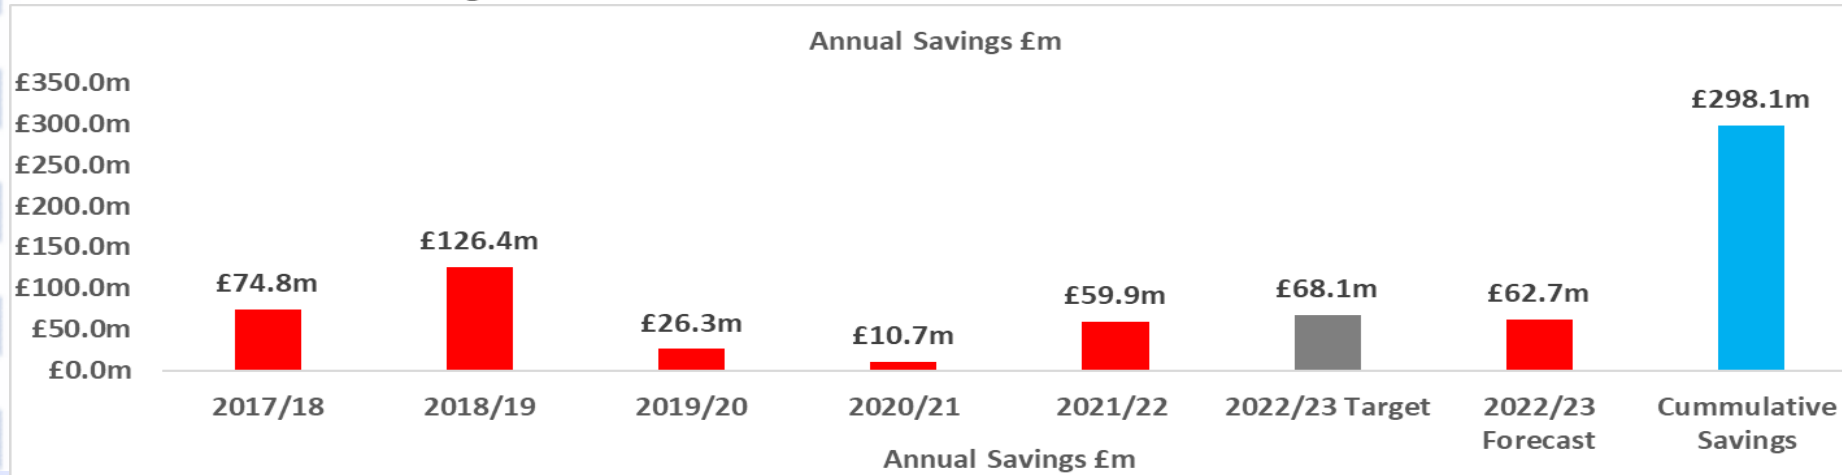 Annual Savings £m
£350.0m
£300.0m
£250.0m
£200.0m
£150.0m
£100.0m
£50.0m
£0.0m
£74.8m
£126.4m
£26.3m
£10.7m
£59.9m
£68.1m
£62.7m
£298.1m
2017/18
2018/19
2019/20
2020/21
2021/22
2022/23 Target
2022/23
Forecast
Cummulative
Savings
Annual Savings £m